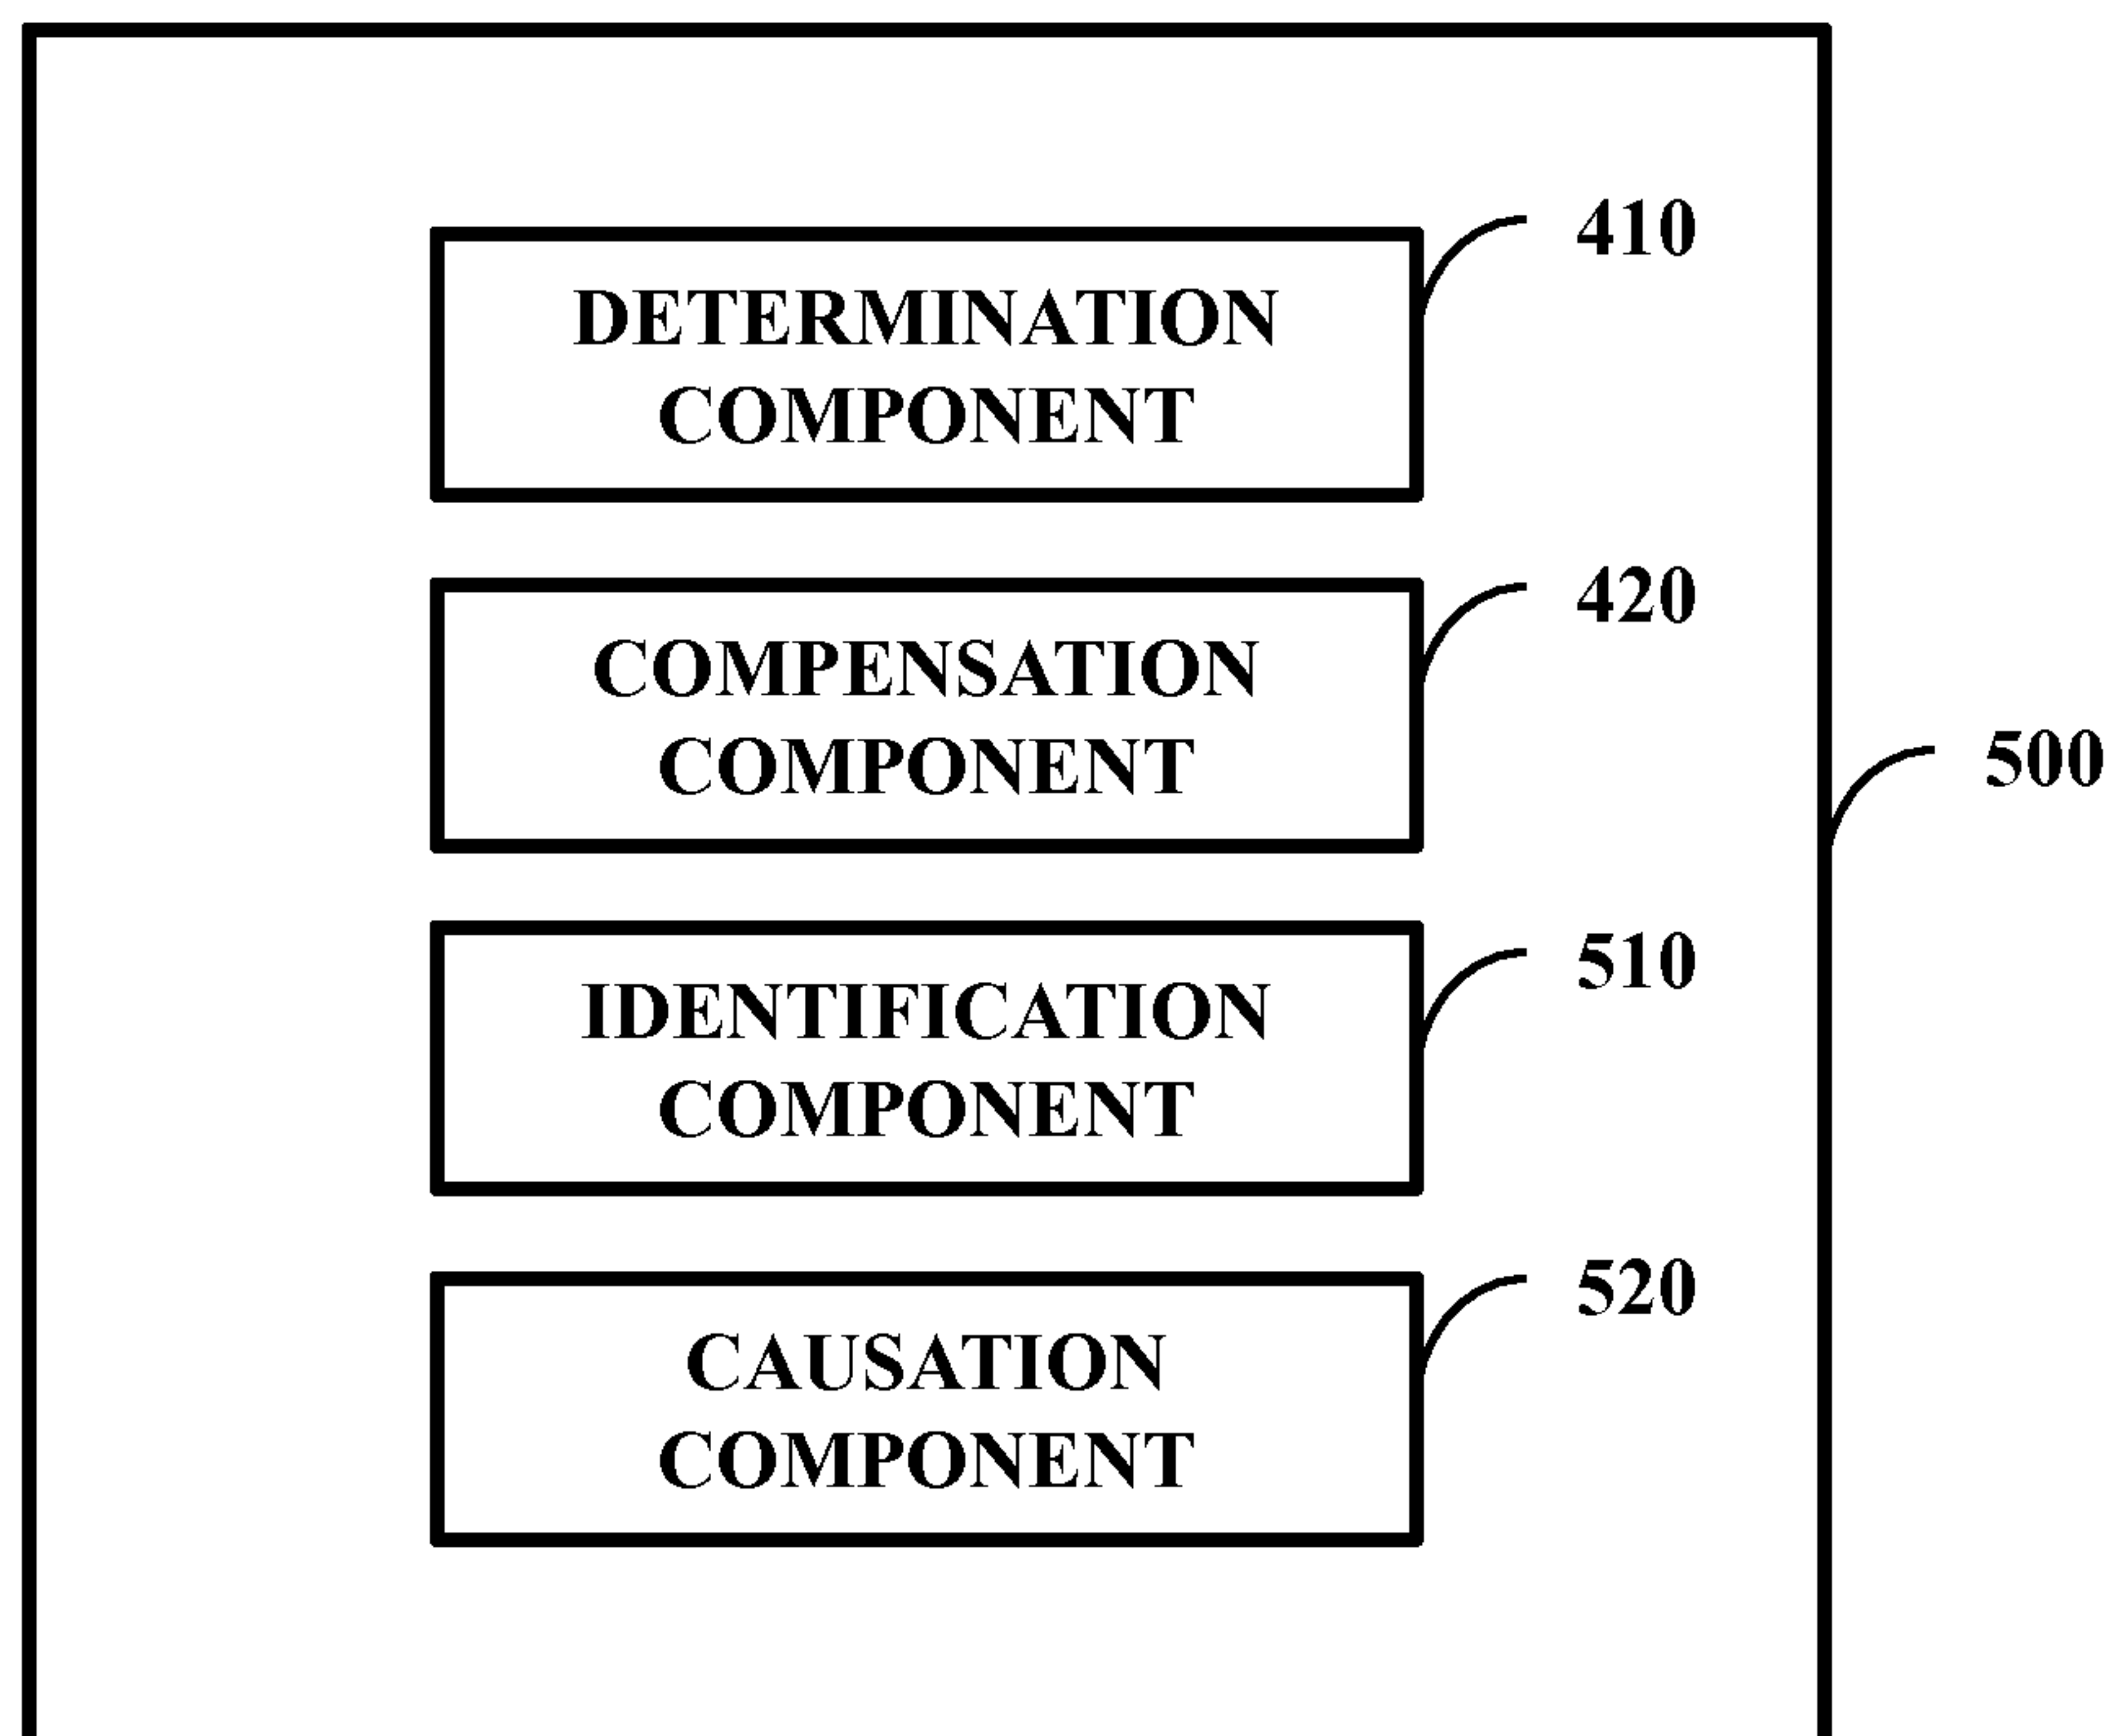 410
DETERMINATION
COMPONENT
420
COMPENSATION
COMPONENT
500
510
IDENTIFICATION
COMPONENT
520
CAUSATION
COMPONENT